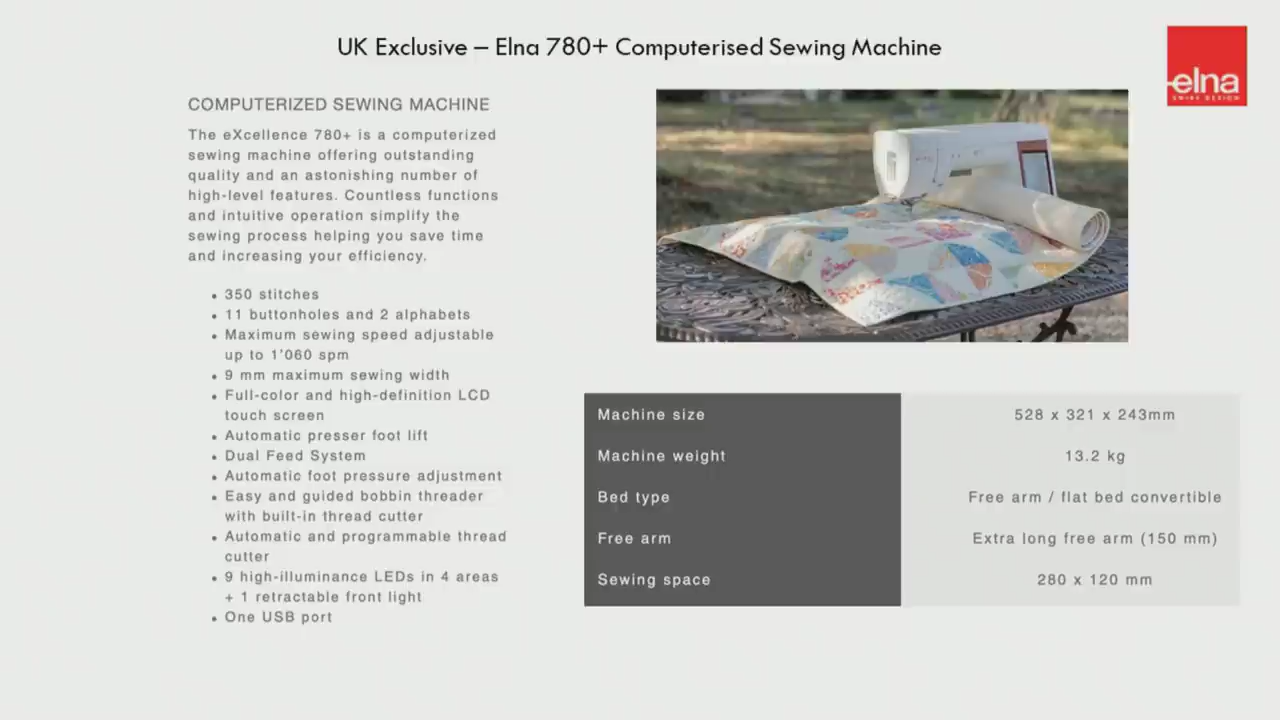 UK Exclusive – Elna 780+ Computerised Sewing Machine
elna
SWISS DESIGN
COMPUTERIZED SEWING MACHINE
The eXcellence 780+ is a computerized
sewing machine offering outstanding
quality and an astonishing number of
high-level features. Countless functions
and intuitive operation simplify the
sewing process helping you save time
and increasing your efficiency.
• 350 stitches
• 11 buttonholes and 2 alphabets
• Maximum sewing speed adjustable
up to 1'060 spm
• 9 mm maximum sewing width
• Full-color and high-definition LCD
touch screen
• Automatic presser foot lift
• Dual Feed System
• Automatic foot pressure adjustment
• Easy and guided bobbin threader
with built-in thread cutter
• Automatic and programmable thread
cutter
• 9 high-illuminance LEDs in 4 areas
+ 1 retractable front light
• One USB port
Machine size 528 x 321 x 243mm
Machine weight 13.2 kg
Bed type Free arm / flat bed convertible
Free arm Extra long free arm (150 mm)
Sewing space 280 x 120 mm